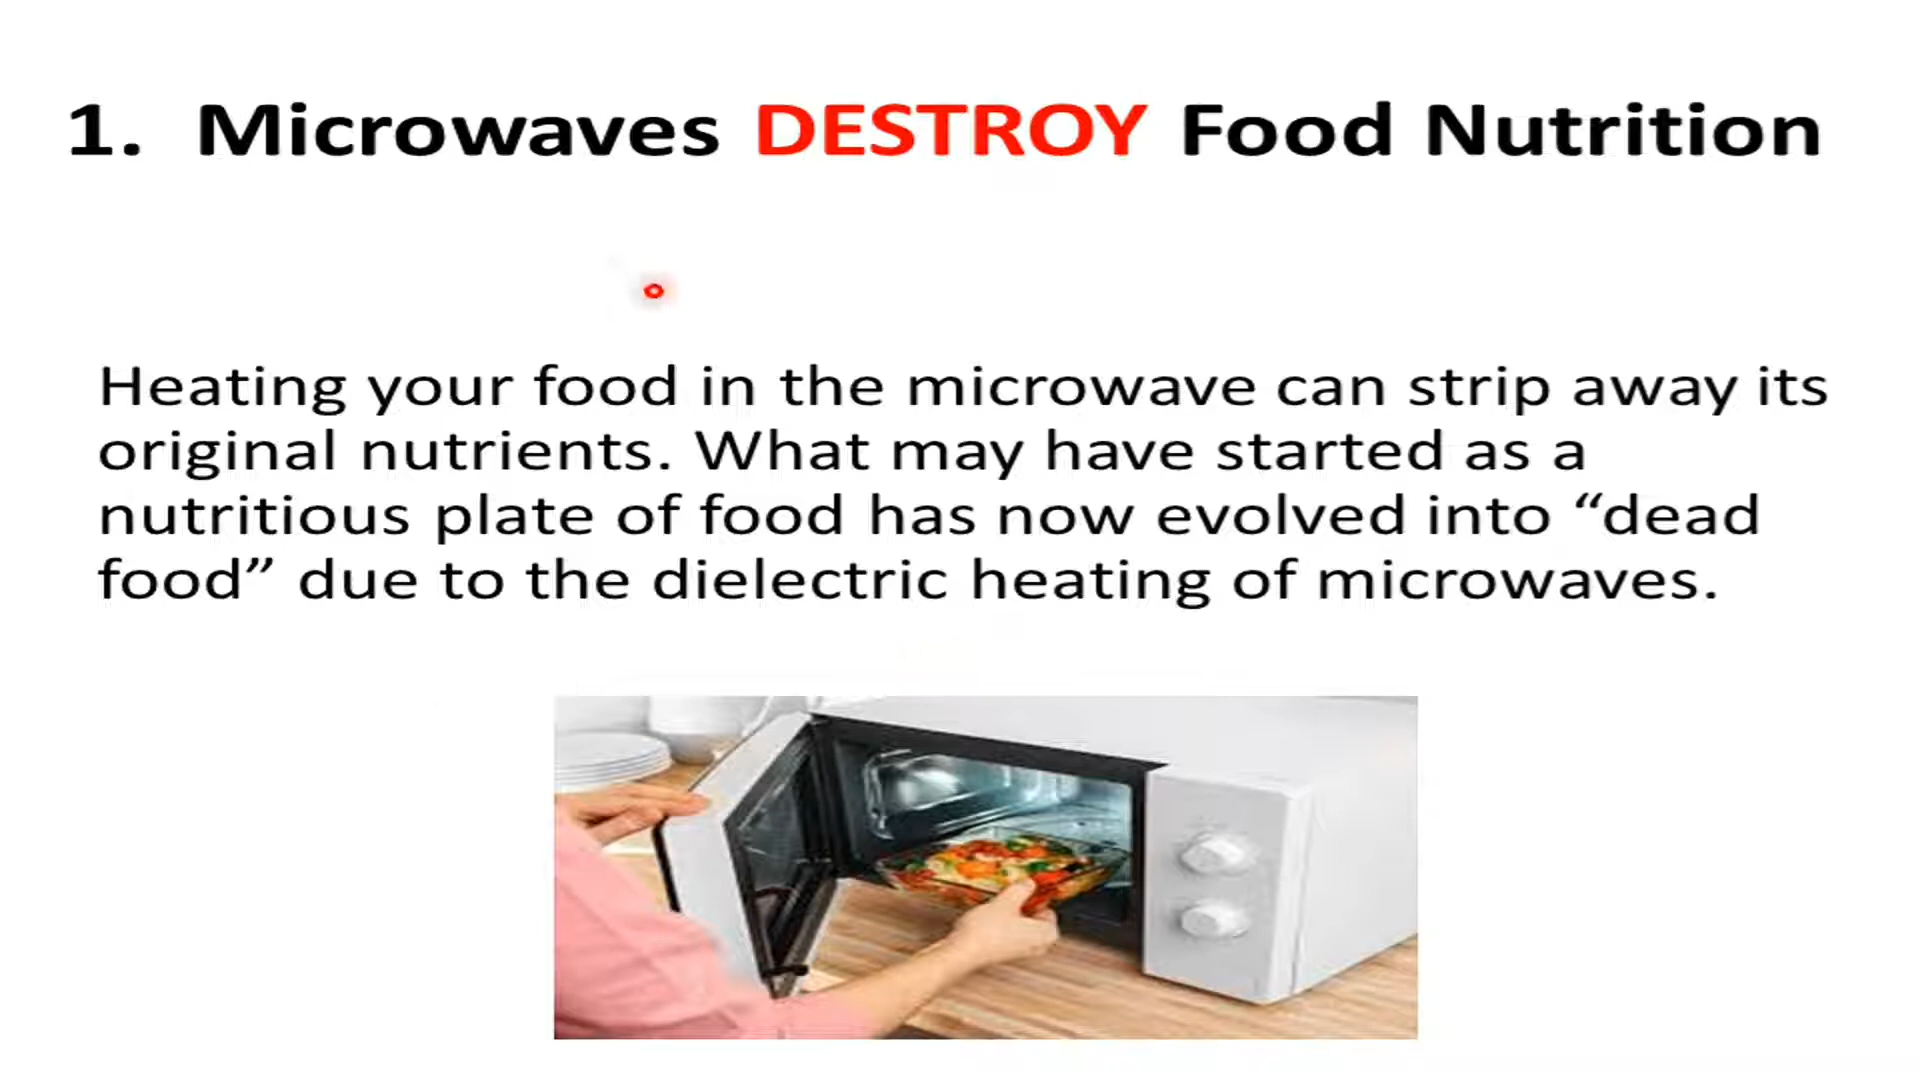 1. Microwaves DESTROY Food Nutrition
Heating your food in the microwave can strip away its
original nutrients. What may have started as a
nutritious plate of food has now evolved into “dead
food” due to the dielectric heating of microwaves.